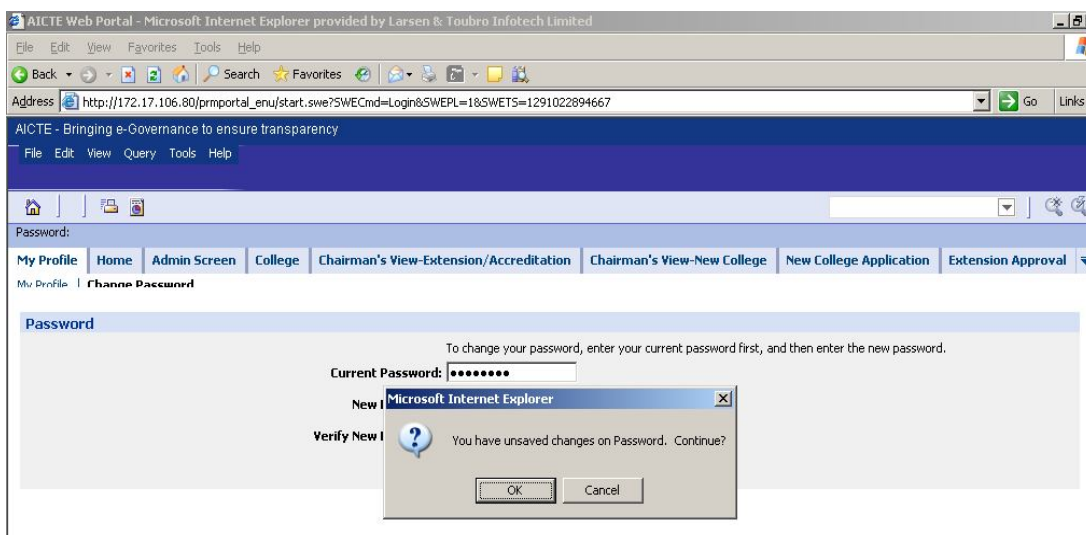 AICTE Web Portal - Microsoft Internet Explorer provided by Larsen & Toubro Infotech Limited
File Edit View Favorites Tools Help
Back Search Favorites
Address http://172.17.106.80/prmportal_enu/start.swe?SWECmd=Login&SWEPL=1&SWETS=1291022894667 Go Links
AICTE - Bringing e-Governance to ensure transparency
File Edit View Query Tools Help
Password:
My Profile Home Admin Screen College Chairman's View-Extension/Accreditation Chairman's View-New College New College Application Extension Approval
My Profile | Change Password
Password
To change your password, enter your current password first, and then enter the new password.
Current Password: ••••••••
New
Microsoft Internet Explorer
Verify New
You have unsaved changes on Password. Continue?
OK Cancel